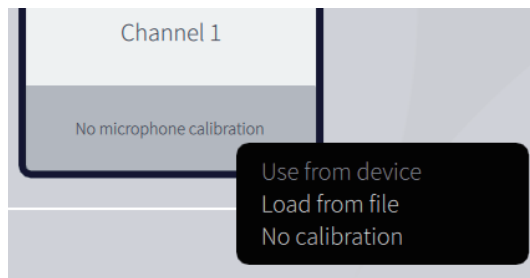 Channel 1
No microphone calibration
Use from device
Load from file
No calibration